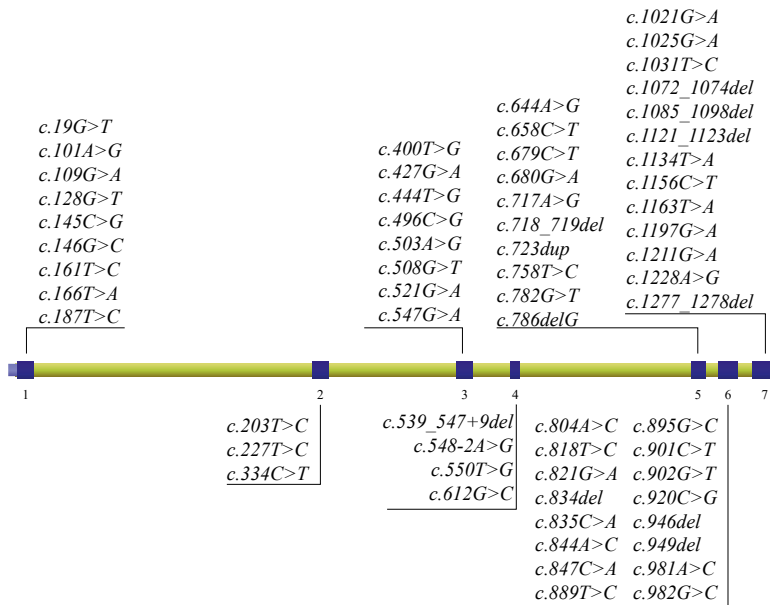 c.19G>T
c.101A>G
c.109G>A
c.128G>T
c.145C>G
c.146G>C
c.161T>C
c.166T>A
c.187T>C
c.400T>G
c.427G>A
c.444T>G
c.496C>G
c.503A>G
c.508G>T
c.521G>A
c.547G>A
c.644A>G
c.658C>T
c.679C>T
c.680G>A
c.717A>G
c.718_719del
c.723dup
c.758T>C
c.782G>T
c.786delG
c.1021G>A
c.1025G>A
c.1031T>C
c.1072_1074del
c.1085_1098del
c.1121_1123del
c.1134T>A
c.1156C>T
c.1163T>A
c.1197G>A
c.1211G>A
c.1228A>G
c.1277_1278del
1 2 3 4 5 6 7
c.203T>C
c.227T>C
c.334C>T
c.539_547+9del
c.548-2A>G
c.550T>G
c.612G>C
c.804A>C
c.818T>C
c.821G>A
c.834del
c.835C>A
c.844A>C
c.847C>A
c.889T>C
c.895G>C
c.901C>T
c.902G>T
c.920C>G
c.946del
c.949del
c.981A>C
c.982G>C